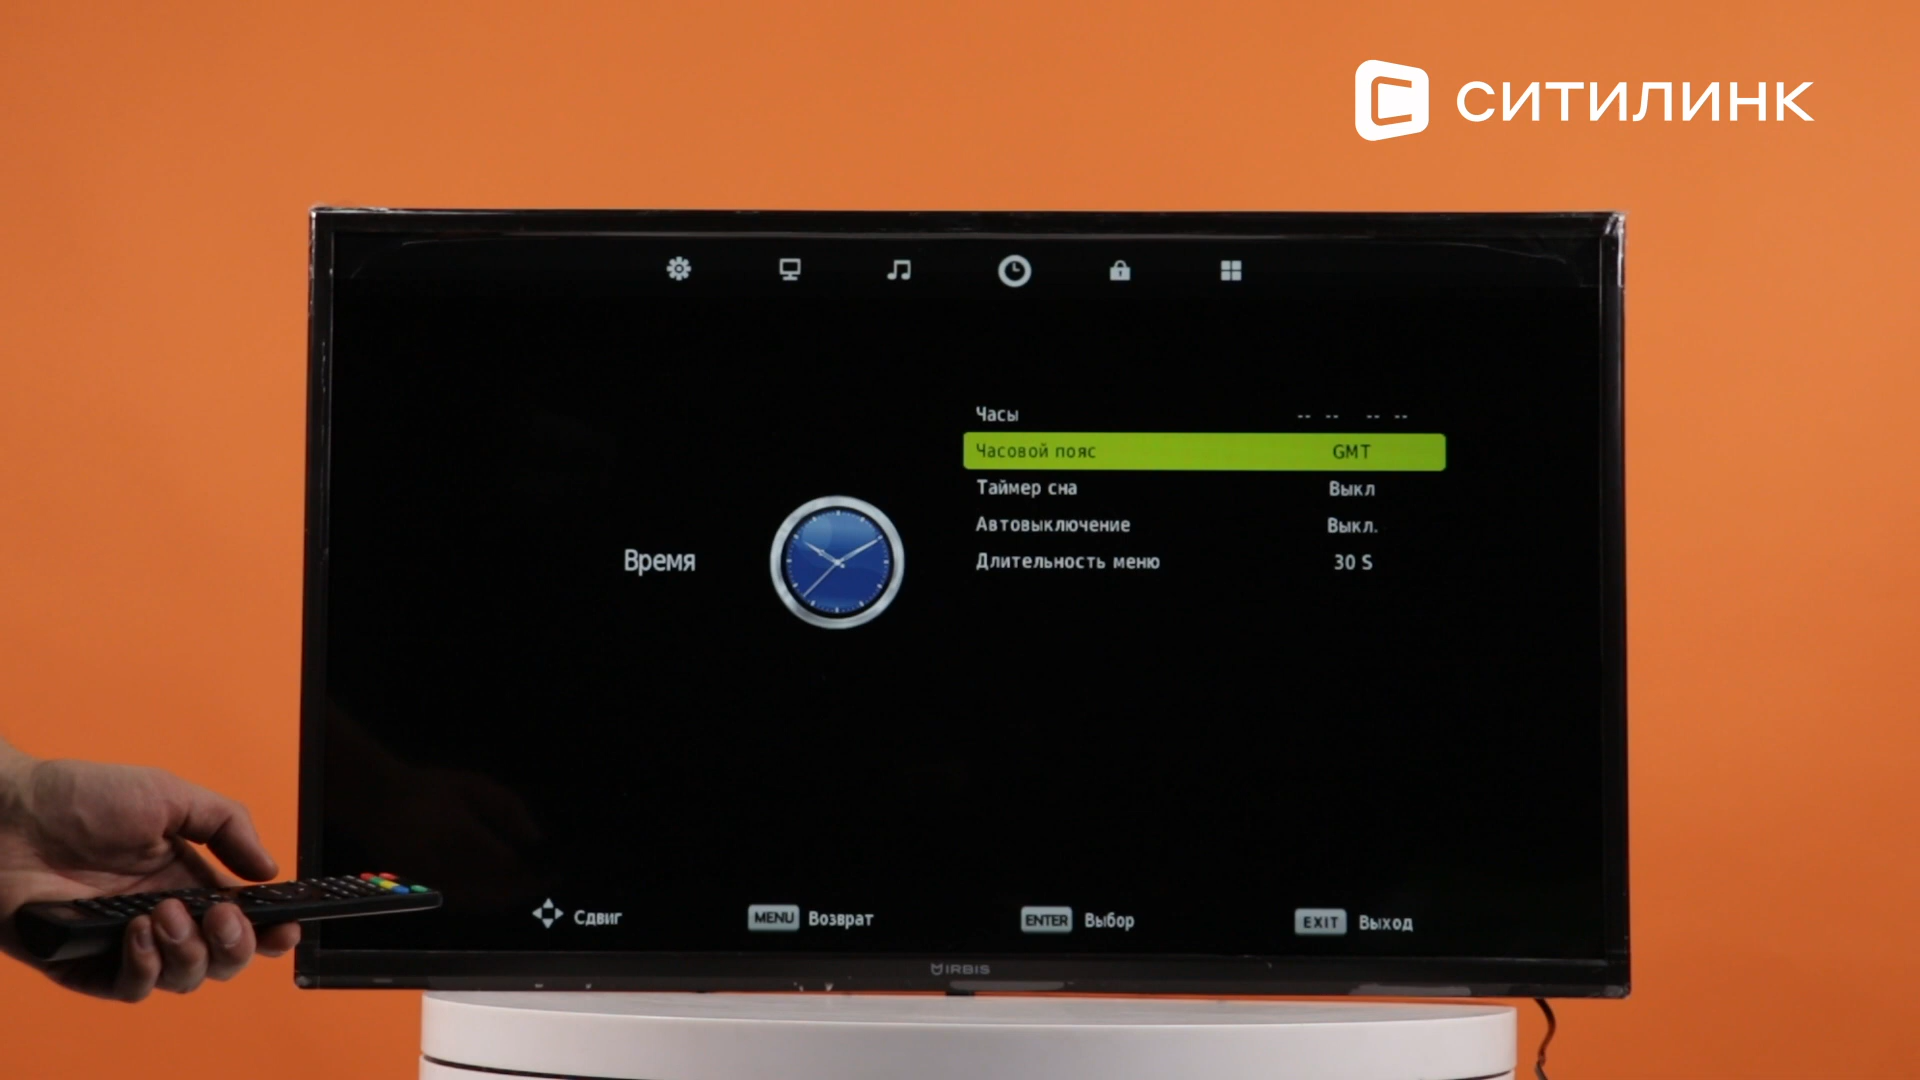 СИТИЛИНК
Часы -- -- -- --
Часовой пояс GMT
Таймер сна Выкл
Автовыключение Выкл.
Длительность меню 30 S
Время
Сдвиг MENU Возврат ENTER Выбор EXIT Выход
IRBIS